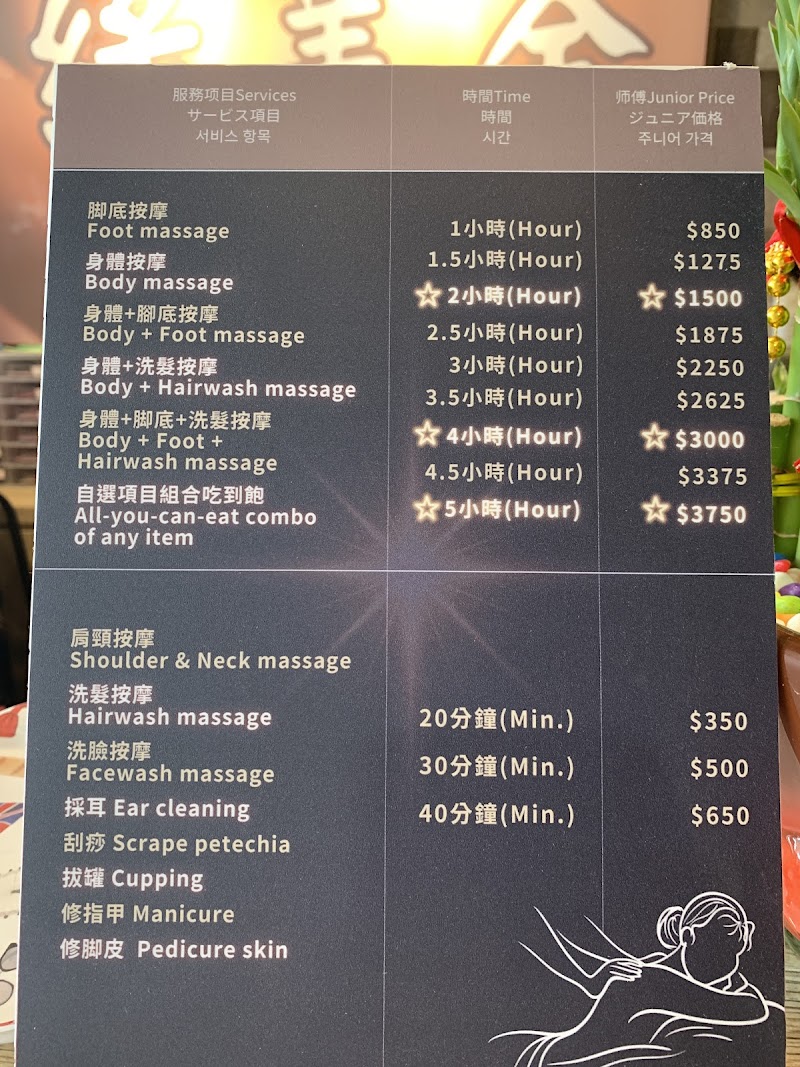 服務項目Services
サービス項目
서비스 항목
時間Time
時間
시간
师傅Junior Price
ジュニア価格
주니어 가격
脚底按摩
Foot massage
身體按摩
Body massage
身體+腳底按摩
Body + Foot massage
身體+洗髮按摩
Body + Hairwash massage
身體+脚底+洗髮按摩
Body + Foot +
Hairwash massage
自選項目組合吃到飽
All-you-can-eat combo
of any item
1小時(Hour) $850
1.5小時(Hour) $1275
☆2小時(Hour) ☆ $1500
2.5小時(Hour) $1875
3小時(Hour) $2250
3.5小時(Hour) $2625
☆4小時(Hour) ☆ $3000
4.5小時(Hour) $3375
☆5小時(Hour) ☆ $3750
肩頸按摩
Shoulder & Neck massage
洗髮按摩
Hairwash massage
洗臉按摩
Facewash massage
採耳 Ear cleaning
刮痧 Scrape petechia
拔罐 Cupping
修指甲 Manicure
修脚皮 Pedicure skin
20分鐘(Min.) $350
30分鐘(Min.) $500
40分鐘(Min.) $650